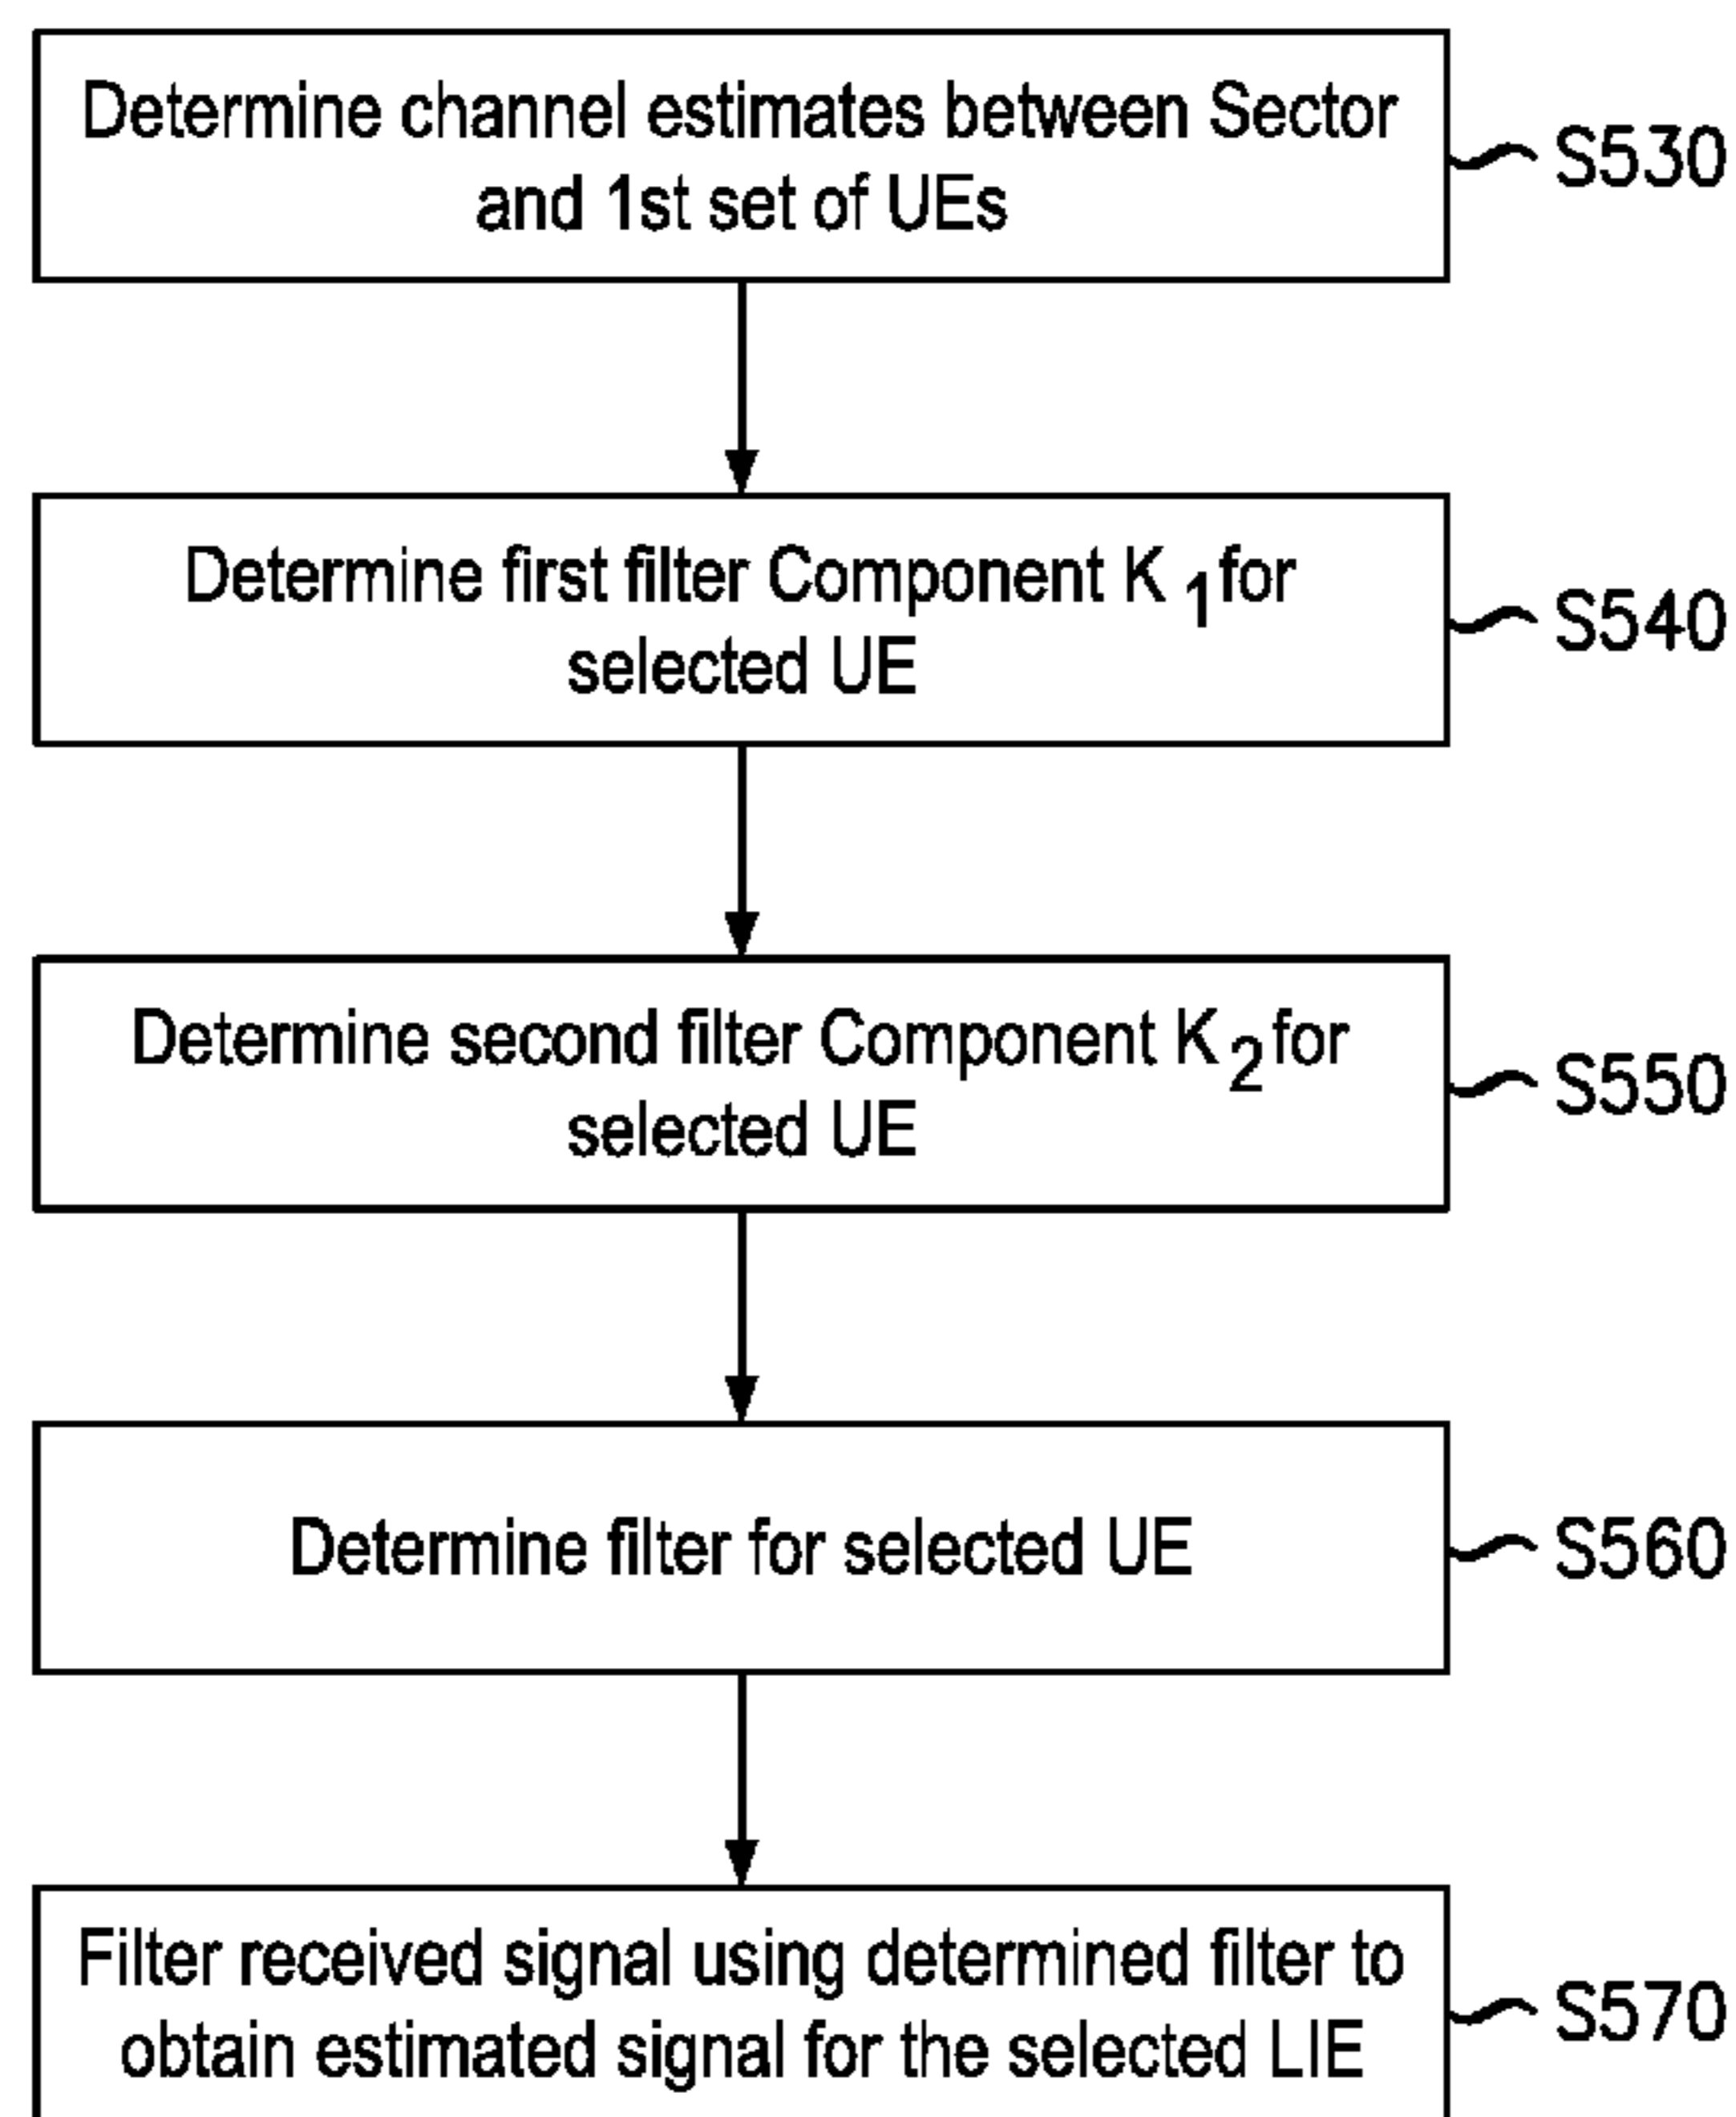 Determine channel estimates between Sector
and 1st set of UEs
S530
Determine first filter Component K1 for
selected UE
S540
Determine second filter Component K2 for
selected UE
S550
Determine filter for selected UE
S560
Filter received signal using determined filter to
obtain estimated signal for the selected LIE
S570